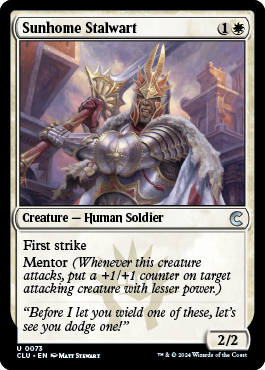 Sunhome Stalwart 1
Creature — Human Soldier
First strike
Mentor (Whenever this creature
attacks, put a +1/+1 counter on target
attacking creature with lesser power.)
“Before I let you wield one of these, let’s
see you dodge one!”
2/2
U 0073
CLU • EN Matt Stewart
™ & © 2024 Wizards of the Coast